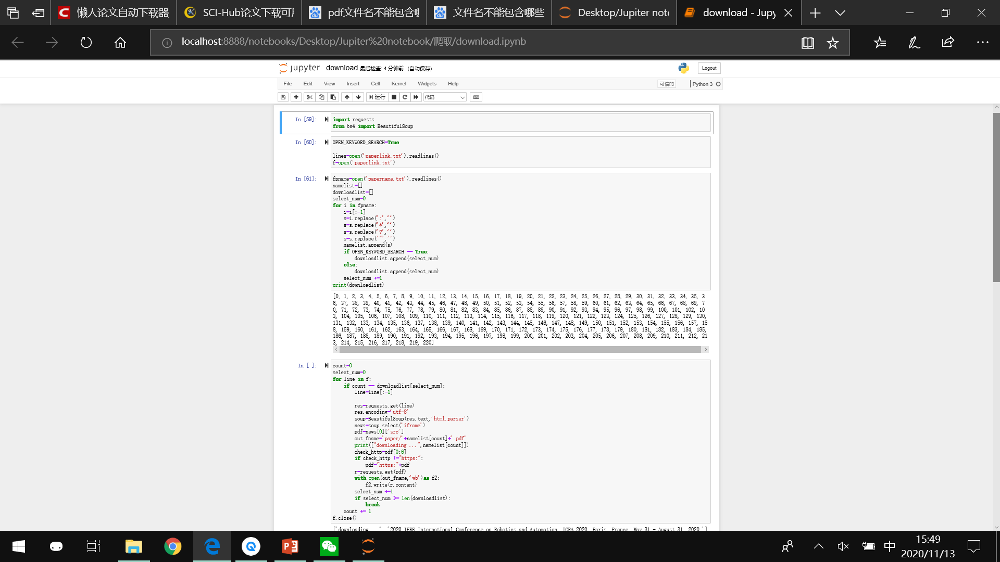 懒人论文自动下载器
SCI-Hub论文下载可用
pdf文件名不能包含哪
文件名不能包含哪些
Desktop/Jupiter note
download - Jupy
localhost:8888/notebooks/Desktop/Jupiter%20notebook/爬取/download.ipynb
jupyter download 最后检查: 4 分钟前 (自动保存)
Logout
File Edit View Insert Cell Kernel Widgets Help
可信的
Python 3
运行
代码
In [59]:
import requests
from bs4 import BeautifulSoup
In [60]:
OPEN_KEYWORD_SEARCH=True
lines=open('paperlink.txt').readlines()
f=open('paperlink.txt')
In [61]:
fpname=open('papername.txt').readlines()
namelist=[]
downloadlist=[]
select_num=0
for i in fpname:
    i=i[:-1]
    s=i.replace(':','')
    s=s.replace('*','')
    s=s.replace('?','')
    s=s.replace('"','')
    namelist.append(s)
    if OPEN_KEYWORD_SEARCH == True:
        downloadlist.append(select_num)
    else:
        downloadlist.append(select_num)
    select_num +=1
print(downloadlist)
[0, 1, 2, 3, 4, 5, 6, 7, 8, 9, 10, 11, 12, 13, 14, 15, 16, 17, 18, 19, 20, 21, 22, 23, 24, 25, 26, 27, 28, 29, 30, 31, 32, 33, 34, 35, 3
6, 37, 38, 39, 40, 41, 42, 43, 44, 45, 46, 47, 48, 49, 50, 51, 52, 53, 54, 55, 56, 57, 58, 59, 60, 61, 62, 63, 64, 65, 66, 67, 68, 69, 7
0, 71, 72, 73, 74, 75, 76, 77, 78, 79, 80, 81, 82, 83, 84, 85, 86, 87, 88, 89, 90, 91, 92, 93, 94, 95, 96, 97, 98, 99, 100, 101, 102, 10
3, 104, 105, 106, 107, 108, 109, 110, 111, 112, 113, 114, 115, 116, 117, 118, 119, 120, 121, 122, 123, 124, 125, 126, 127, 128, 129, 130,
131, 132, 133, 134, 135, 136, 137, 138, 139, 140, 141, 142, 143, 144, 145, 146, 147, 148, 149, 150, 151, 152, 153, 154, 155, 156, 157, 15
8, 159, 160, 161, 162, 163, 164, 165, 166, 167, 168, 169, 170, 171, 172, 173, 174, 175, 176, 177, 178, 179, 180, 181, 182, 183, 184, 185,
186, 187, 188, 189, 190, 191, 192, 193, 194, 195, 196, 197, 198, 199, 200, 201, 202, 203, 204, 205, 206, 207, 208, 209, 210, 211, 212, 21
3, 214, 215, 216, 217, 218, 219, 220]
In [ ]:
count=0
select_num=0
for line in f:
    if count == downloadlist[select_num]:
        line=line[:-1]
        res=requests.get(line)
        res.encoding='utf-8'
        soup=BeautifulSoup(res.text,'html.parser')
        news=soup.select('iframe')
        pdf=news[0]['src']
        out_fname='paper/'+namelist[count]+'.pdf'
        print(["downloading ...",namelist[count]])
        check_http=pdf[0:6]
        if check_http !="https:":
            pdf="https:"+pdf
        r=requests.get(pdf)
        with open(out_fname,'wb')as f2:
            f2.write(r.content)
        select_num +=1
        if select_num >= len(downloadlist):
            break
    count += 1
f.close()
['downloading ...', '2020 IEEE International Conference on Robotics and Automation, ICRA 2020, Paris, France, May 31 - August 31, 2020.']
中
15:49
2020/11/13